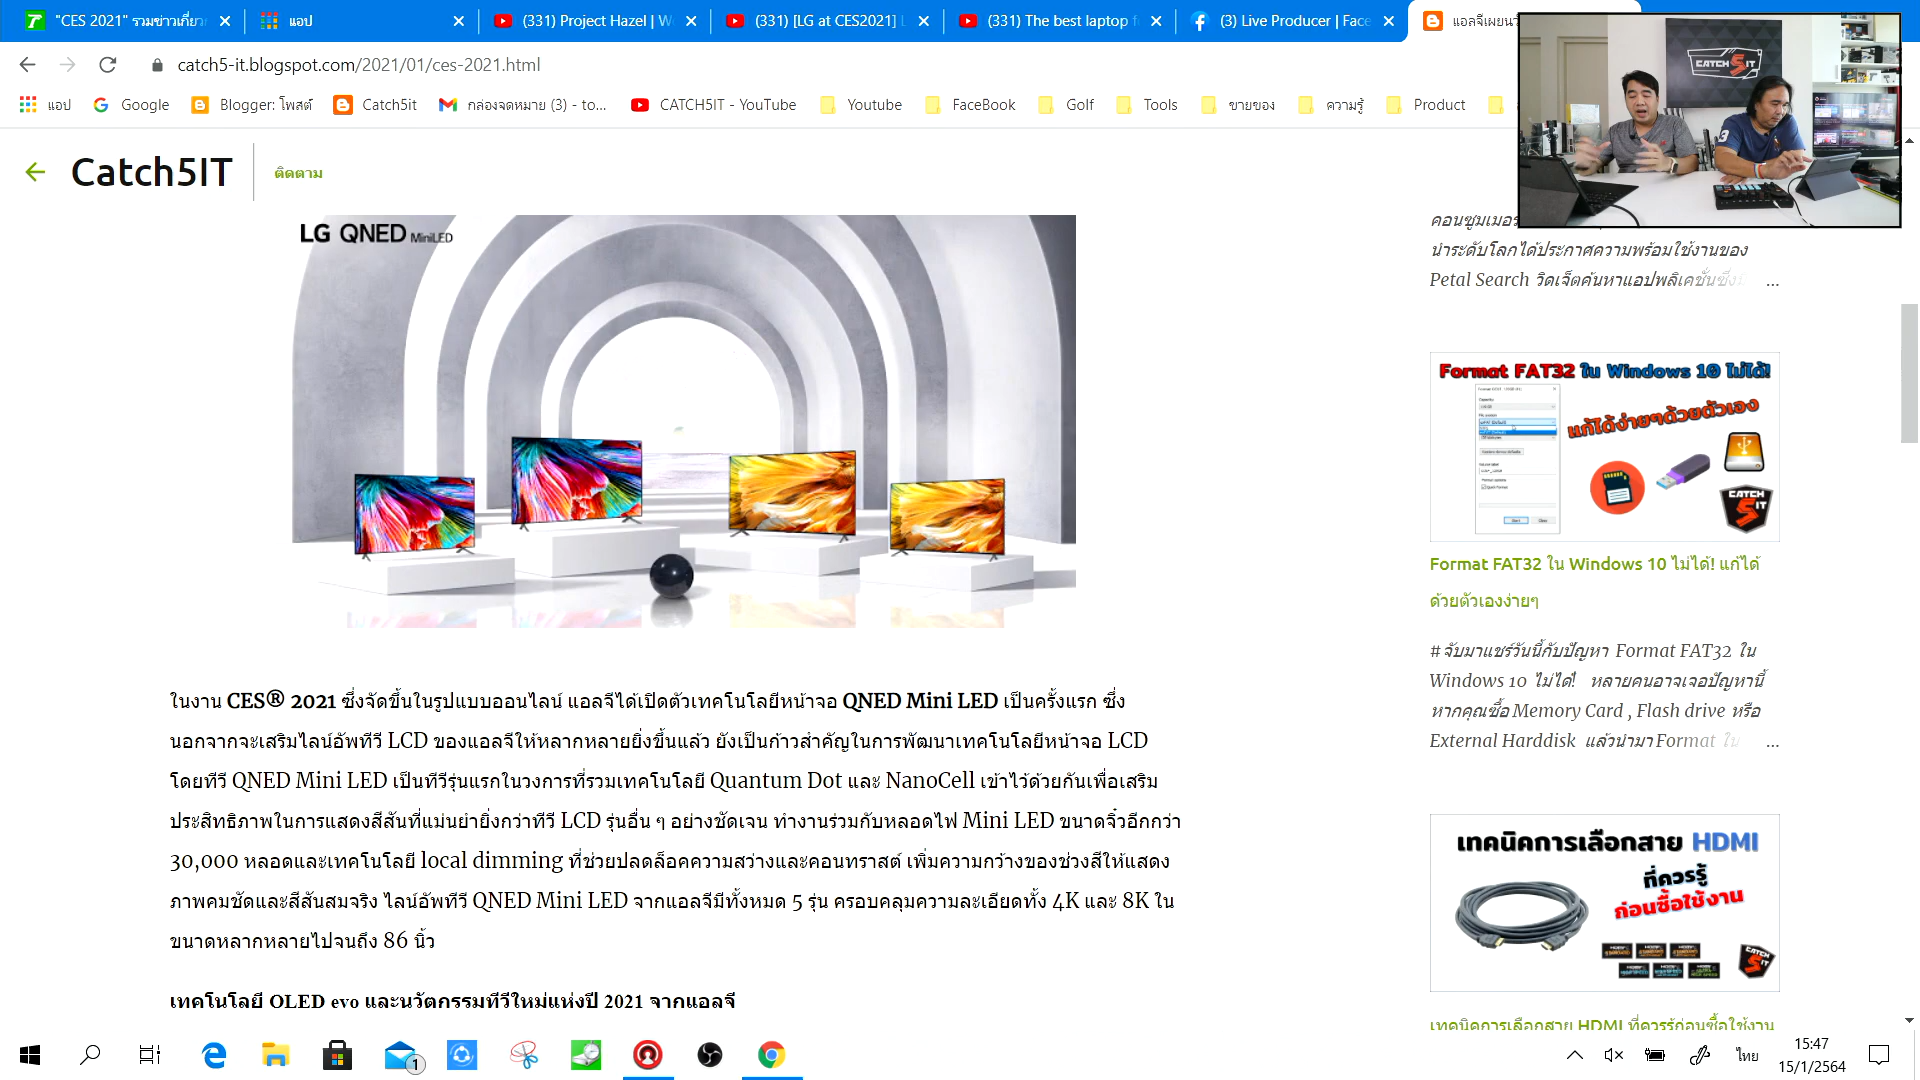 "CES 2021" รวมข่าวเกี่ยว
แอป
(331) Project Hazel | W
(331) [LG at CES2021] L
(331) The best laptop f
(3) Live Producer | Face
แอลจีเผยน
catch5-it.blogspot.com/2021/01/ces-2021.html
แอป
Google
Blogger: โพสต์
Catch5it
กล่องจดหมาย (3) - to...
CATCH5IT - YouTube
Youtube
FaceBook
Golf
Tools
ขายของ
ความรู้
Product
CATCH 5 IT
Catch5IT
ติดตาม
LG QNED MiniLED
ในงาน CES® 2021 ซึ่งจัดขึ้นในรูปแบบออนไลน์ แอลจีได้เปิดตัวเทคโนโลยีหน้าจอ QNED Mini LED เป็นครั้งแรก ซึ่ง
นอกจากจะเสริมไลน์อัพทีวี LCD ของแอลจีให้หลากหลายยิ่งขึ้นแล้ว ยังเป็นก้าวสำคัญในการพัฒนาเทคโนโลยีหน้าจอ LCD
โดยทีวี QNED Mini LED เป็นทีวีรุ่นแรกในวงการที่รวมเทคโนโลยี Quantum Dot และ NanoCell เข้าไว้ด้วยกันเพื่อเสริม
ประสิทธิภาพในการแสดงสีสันที่แม่นยำยิ่งกว่าทีวี LCD รุ่นอื่น ๆ อย่างชัดเจน ทำงานร่วมกับหลอดไฟ Mini LED ขนาดจิ๋วอีกกว่า
30,000 หลอดและเทคโนโลยี local dimming ที่ช่วยปลดล็อคความสว่างและคอนทราสต์ เพิ่มความกว้างของช่วงสีให้แสดง
ภาพคมชัดและสีสันสมจริง ไลน์อัพทีวี QNED Mini LED จากแอลจีมีทั้งหมด 5 รุ่น ครอบคลุมความละเอียดทั้ง 4K และ 8K ใน
ขนาดหลากหลายไปจนถึง 86 นิ้ว
เทคโนโลยี OLED evo และนวัตกรรมทีวีใหม่แห่งปี 2021 จากแอลจี
คอนซูมเมอร์
นำระดับโลกได้ประกาศความพร้อมใช้งานของ
Petal Search วิดเจ็ตค้นหาแอปพลิเคชั่นซึ่ง ...
Format FAT32 ใน Windows 10 ไม่ได้!
แก้ได้ง่ายๆด้วยตัวเอง
CATCH 5 IT
Format FAT32 ใน Windows 10 ไม่ได้! แก้ได้
ด้วยตัวเองง่ายๆ
#จับมาแชร์วันนี้กับปัญหา Format FAT32 ใน
Windows 10 ไม่ได้! หลายคนอาจเจอปัญหานี้
หากคุณซื้อ Memory Card , Flash drive หรือ
External Harddisk แล้วนำมา Format ใน ...
เทคนิคการเลือกสาย HDMI
ที่ควรรู้
ก่อนซื้อใช้งาน
CATCH 5 IT
เทคนิคการเลือกสาย HDMI ที่ควรรู้ก่อนซื้อใช้งาน
1
ไทย
15:47
15/1/2564